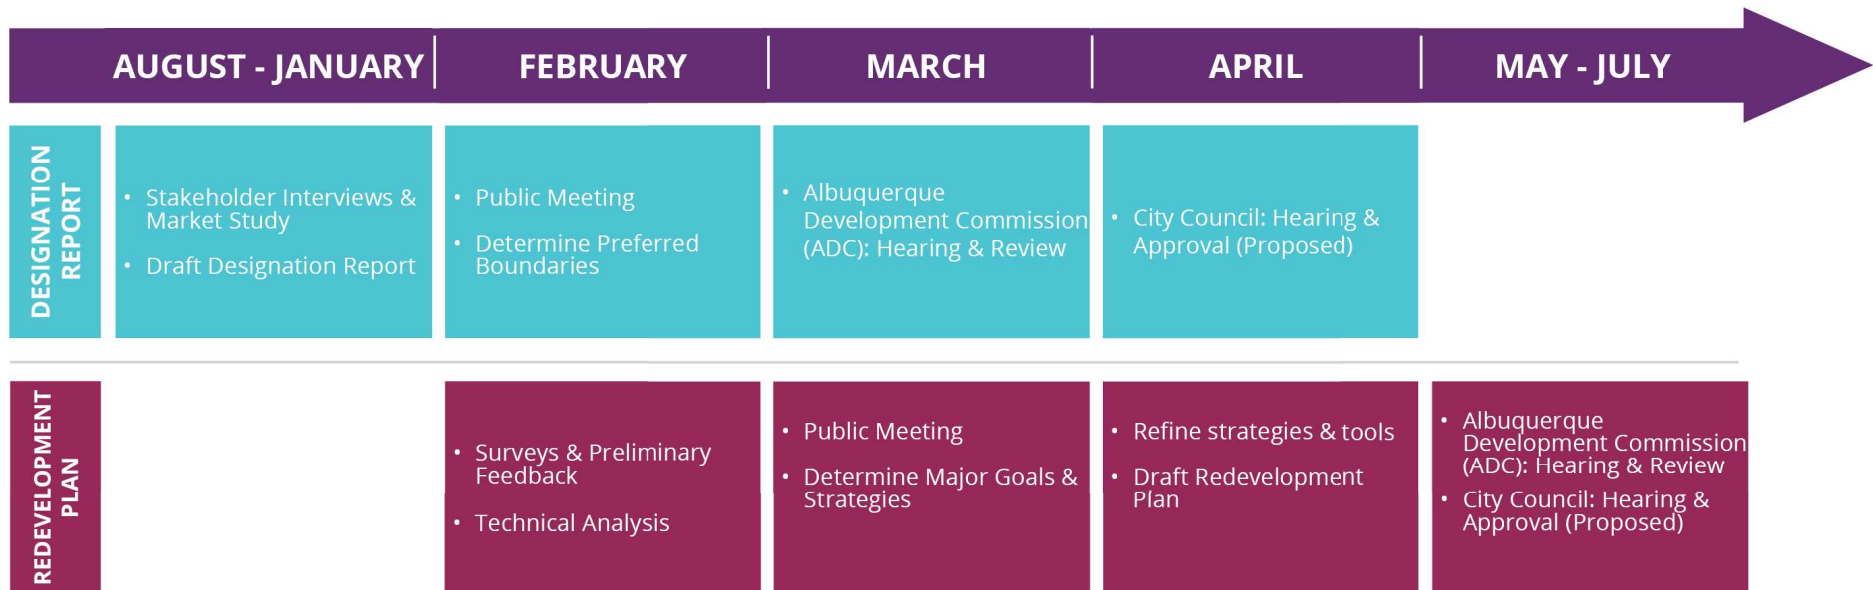 AUGUST - JANUARY
FEBRUARY
MARCH
APRIL
MAY - JULY
DESIGNATION
REPORT
• Stakeholder Interviews &
Market Study
• Draft Designation Report
• Public Meeting
• Determine Preferred
Boundaries
• Albuquerque
Development Commission
(ADC): Hearing & Review
• City Council: Hearing &
Approval (Proposed)
REDEVELOPMENT
PLAN
• Surveys & Preliminary
Feedback
• Technical Analysis
• Public Meeting
• Determine Major Goals &
Strategies
• Refine strategies & tools
• Draft Redevelopment
Plan
• Albuquerque
Development Commission
(ADC): Hearing & Review
• City Council: Hearing &
Approval (Proposed)